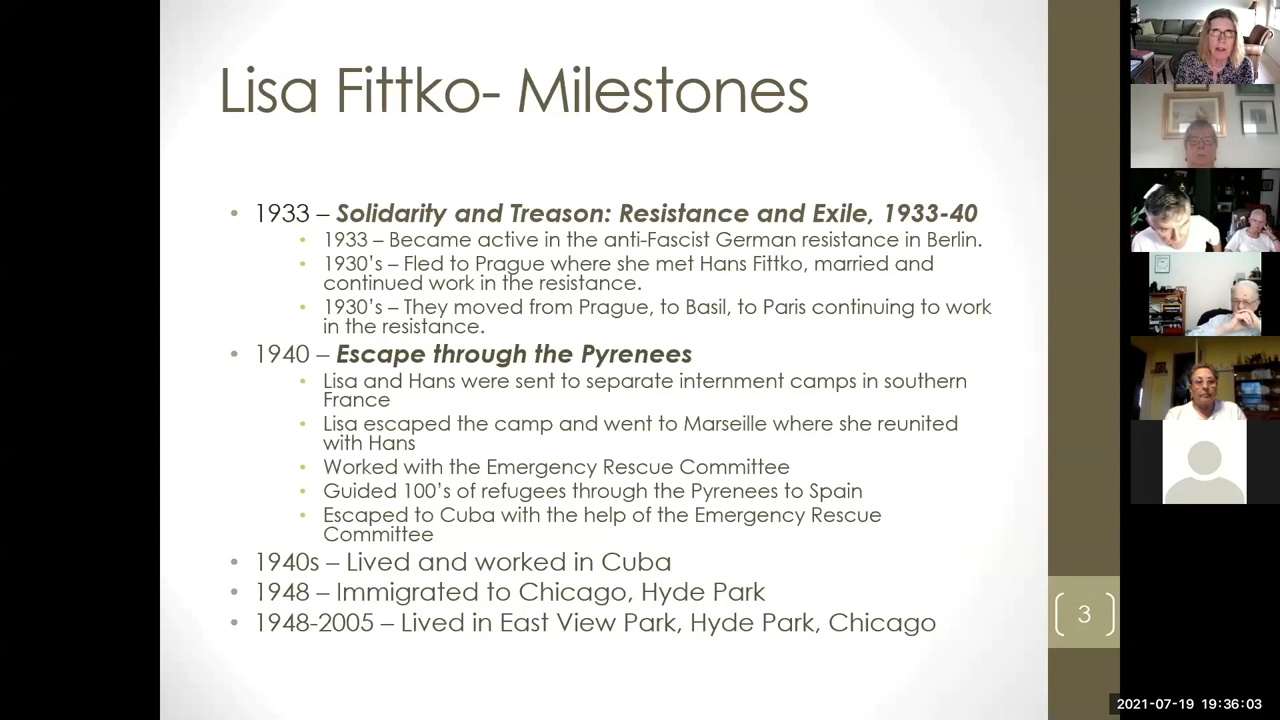 Lisa Fittko- Milestones
• 1933 – Solidarity and Treason: Resistance and Exile, 1933-40
• 1933 – Became active in the anti-Fascist German resistance in Berlin.
• 1930's – Fled to Prague where she met Hans Fittko, married and
continued work in the resistance.
• 1930's – They moved from Prague, to Basil, to Paris continuing to work
in the resistance.
• 1940 – Escape through the Pyrenees
• Lisa and Hans were sent to separate internment camps in southern
France
• Lisa escaped the camp and went to Marseille where she reunited
with Hans
• Worked with the Emergency Rescue Committee
• Guided 100's of refugees through the Pyrenees to Spain
• Escaped to Cuba with the help of the Emergency Rescue
Committee
• 1940s – Lived and worked in Cuba
• 1948 – Immigrated to Chicago, Hyde Park
• 1948-2005 – Lived in East View Park, Hyde Park, Chicago
3
2021-07-19 19:36:03